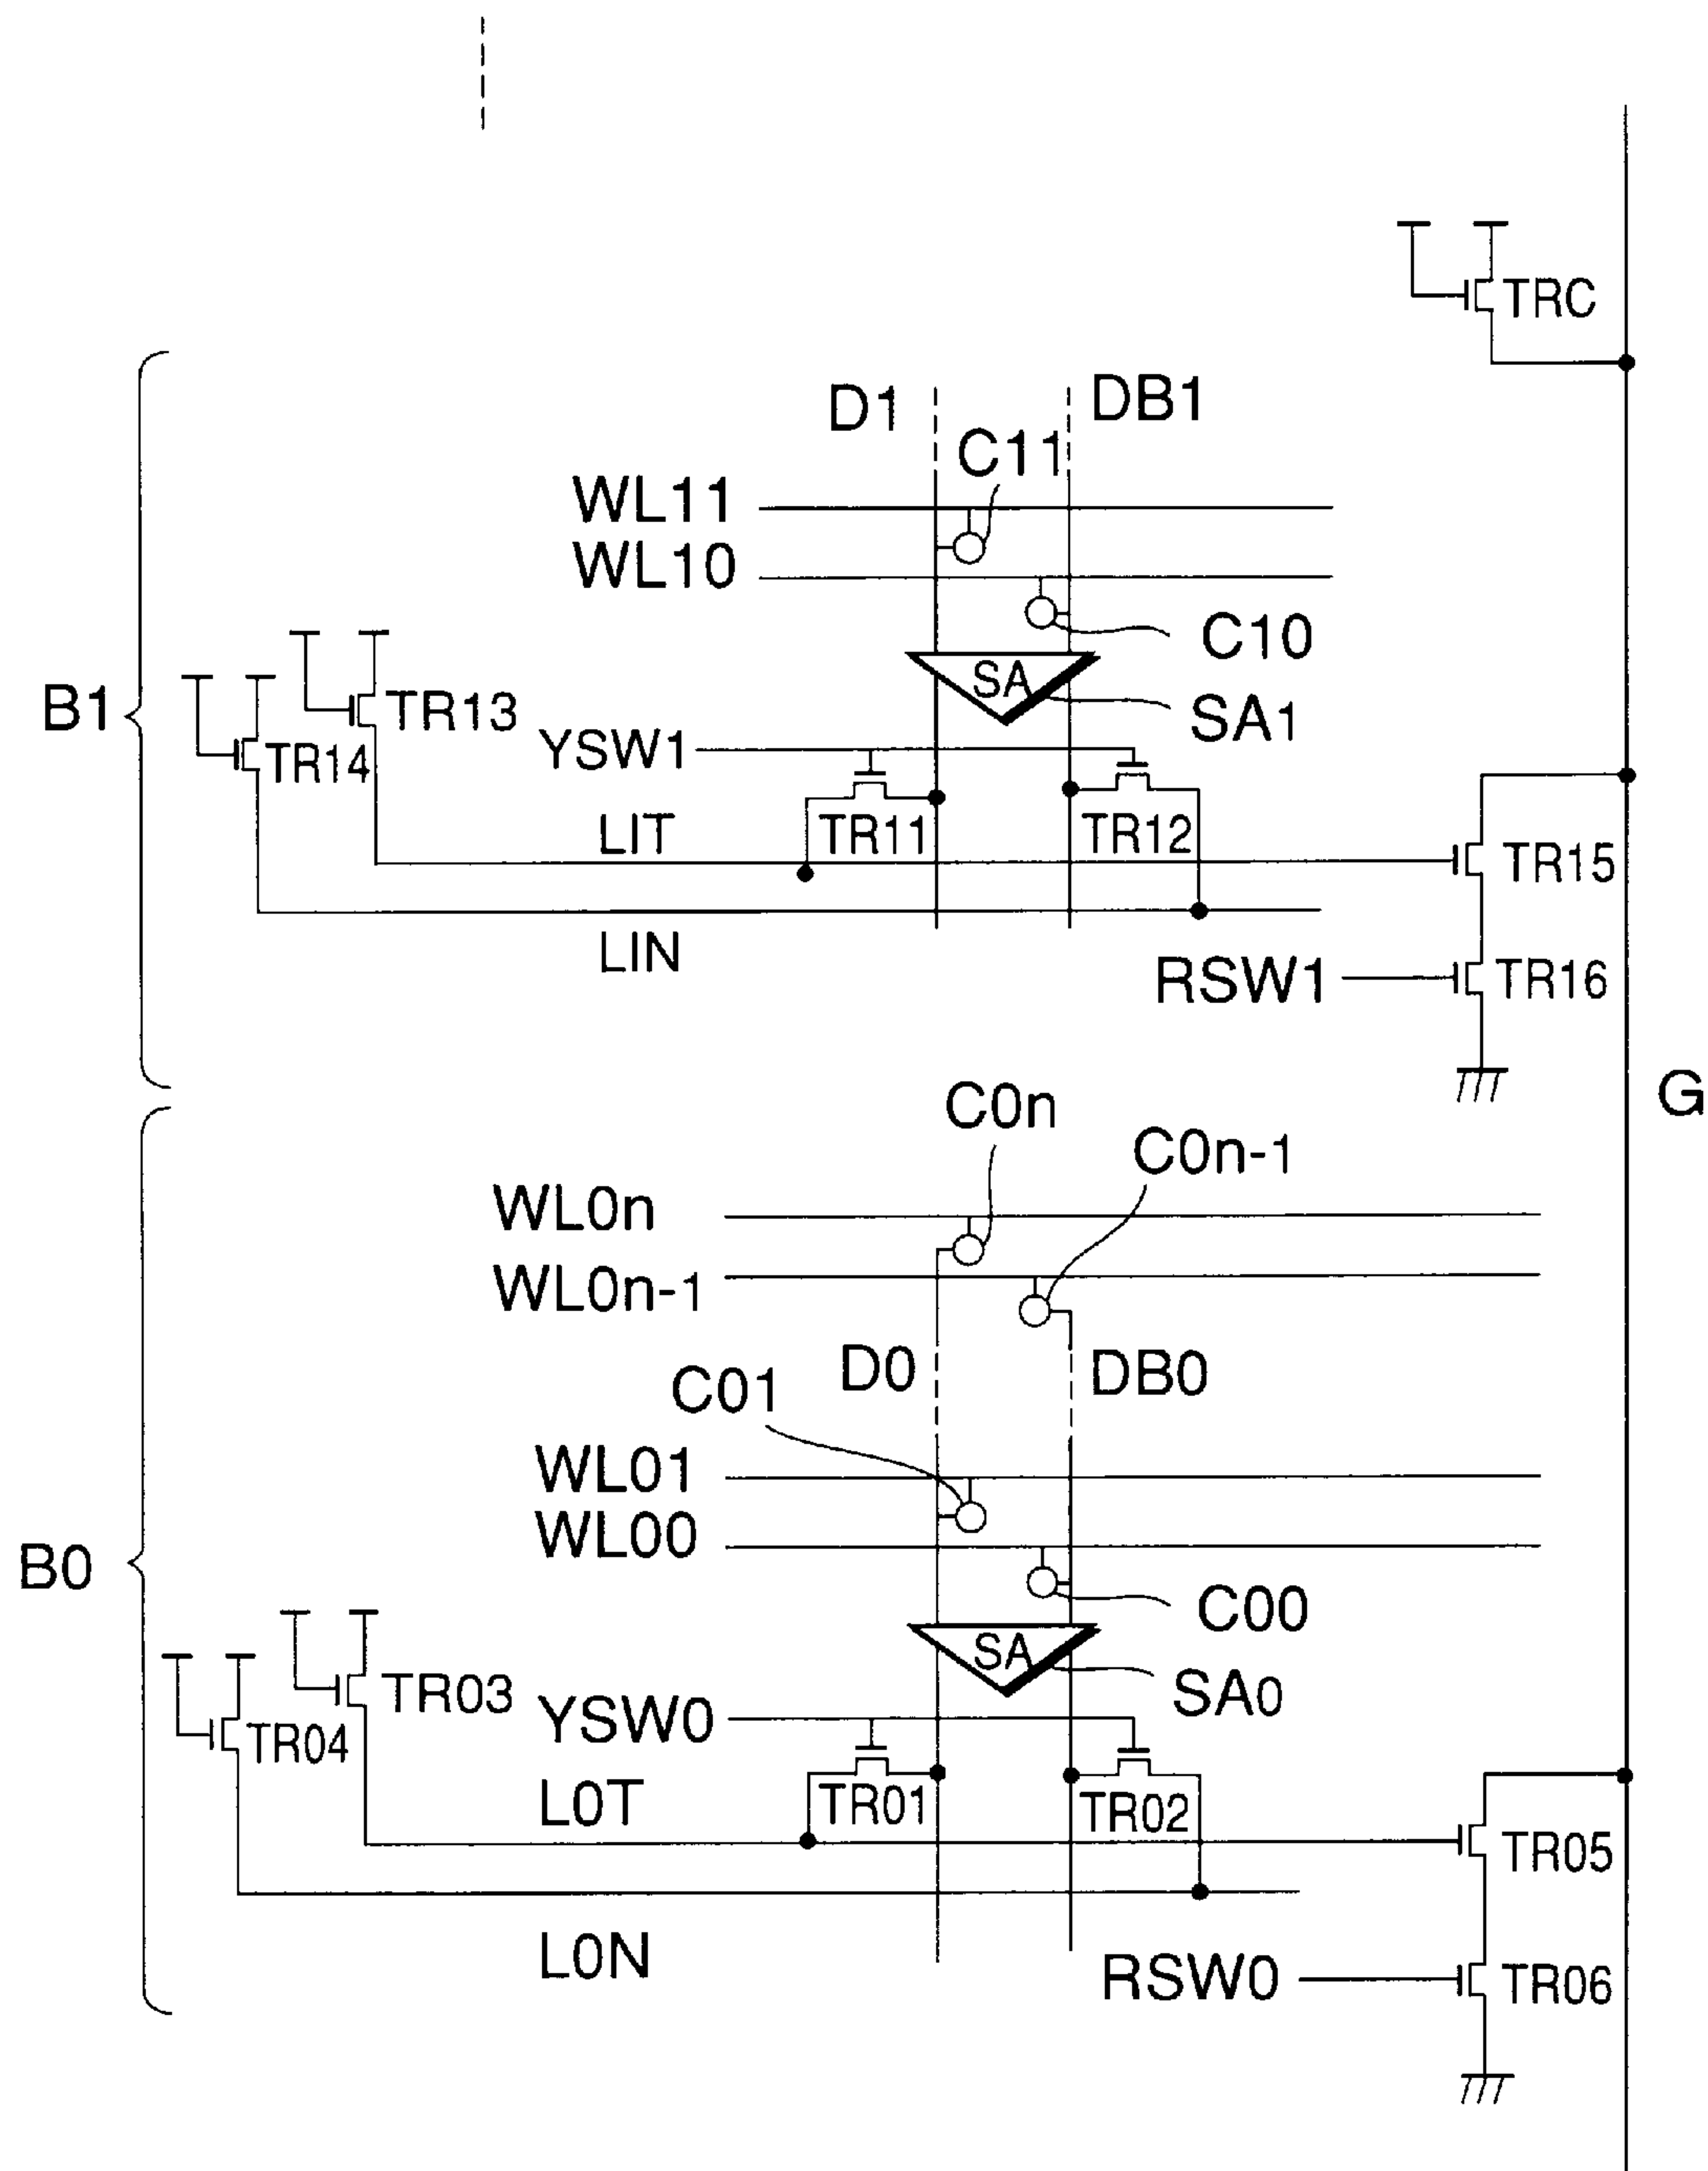 TRC
D1
DB1
C11
WL11
WL10
C10
B1
TR13
SA
SA1
TR14
YSW1
LIT
TR11
TR12
TR15
LIN
RSW1
TR16
G
C0n
C0n-1
WL0n
WL0n-1
D0
DB0
C01
WL01
WL00
B0
C00
SA
SA0
TR03
TR04
YSW0
L0T
TR01
TR02
TR05
L0N
RSW0
TR06